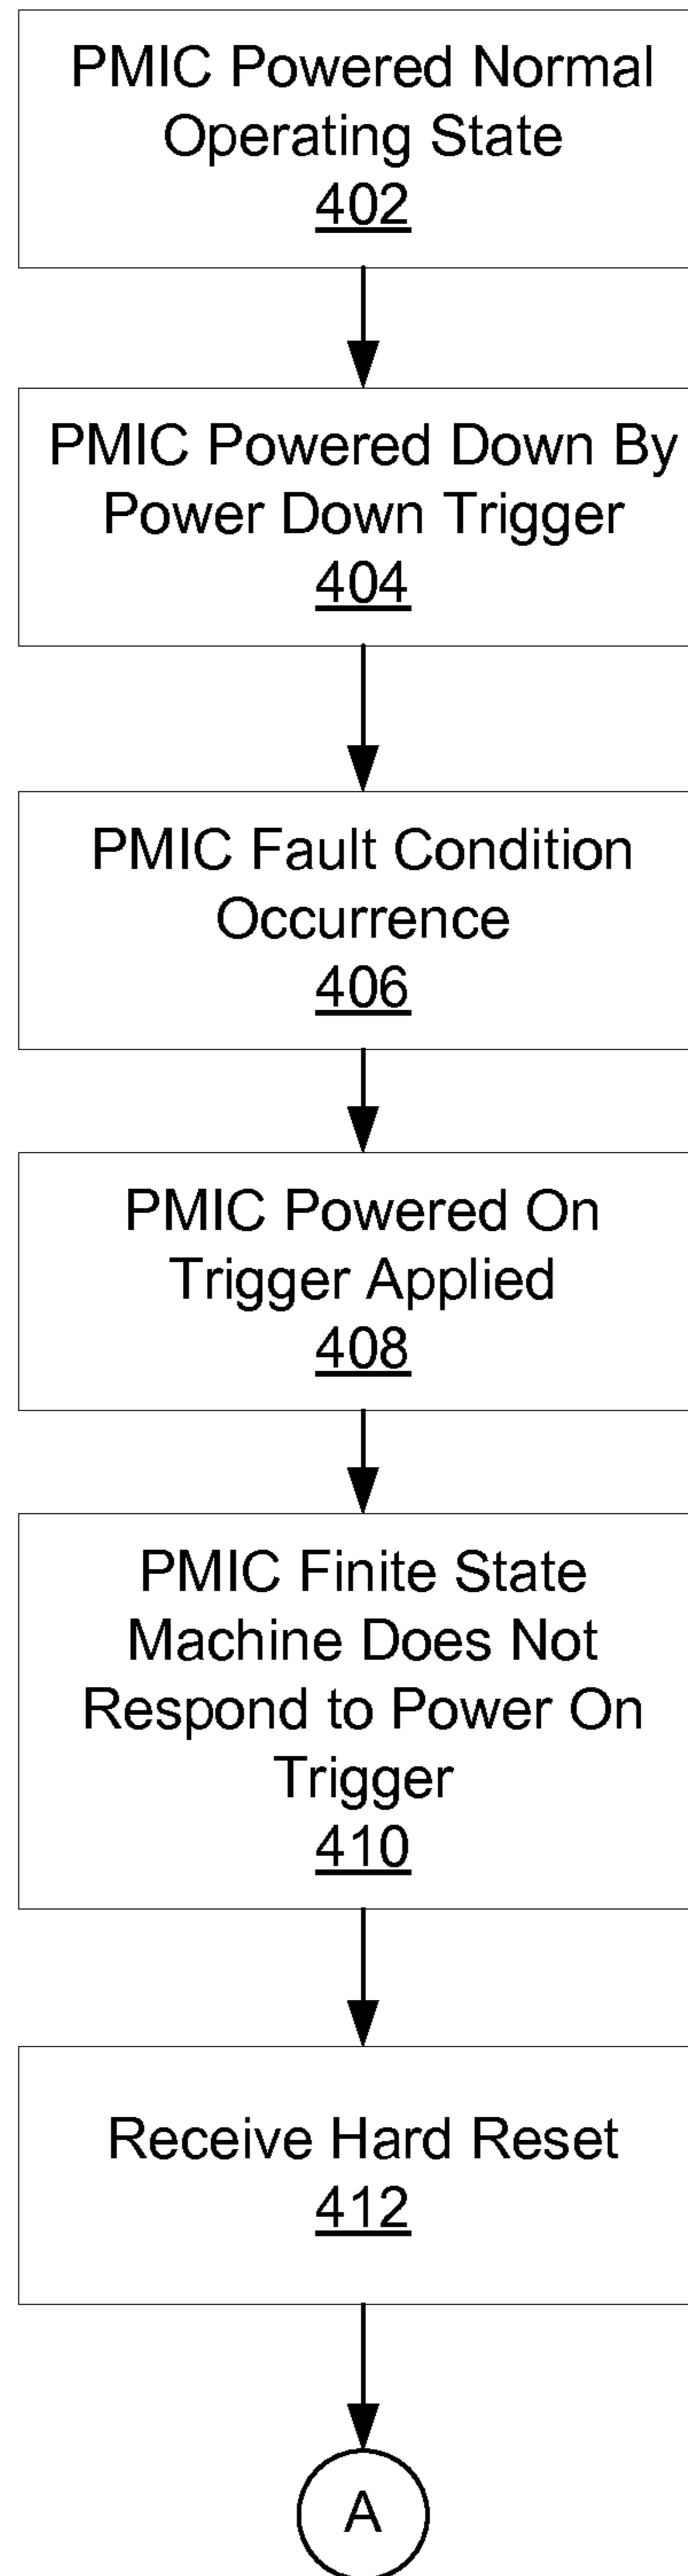 PMIC Powered Normal
Operating State
402
PMIC Powered Down By
Power Down Trigger
404
PMIC Fault Condition
Occurrence
406
PMIC Powered On
Trigger Applied
408
PMIC Finite State
Machine Does Not
Respond to Power On
Trigger
410
Receive Hard Reset
412
A